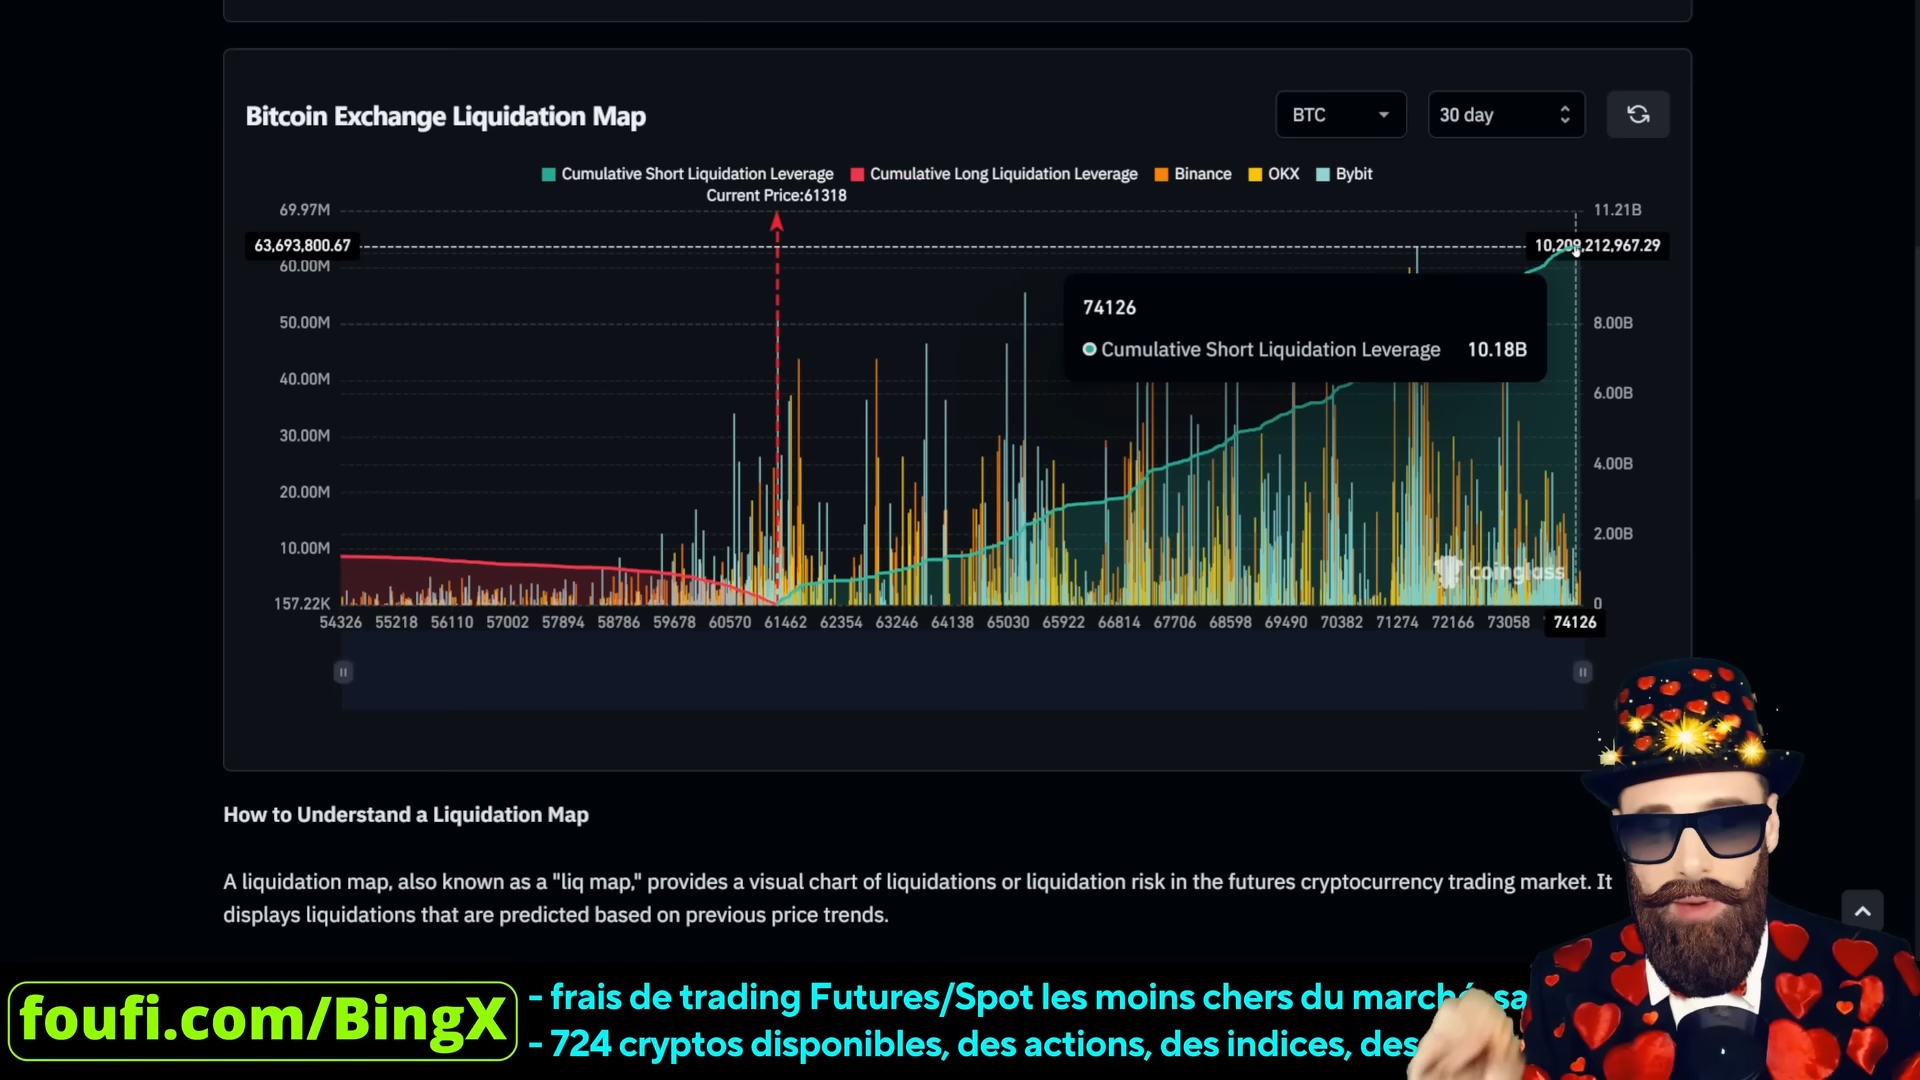 Bitcoin Exchange Liquidation Map
BTC
30 day
Cumulative Short Liquidation Leverage
Cumulative Long Liquidation Leverage
Binance
OKX
Bybit
Current Price:61318
69.97M
11.21B
63,693,800.67
10,209,212,967.29
60.00M
74126
50.00M
8.00B
Cumulative Short Liquidation Leverage 10.18B
40.00M
6.00B
30.00M
4.00B
20.00M
2.00B
10.00M
coinglass
157.22K
0
54326 55218 56110 57002 57894 58786 59678 60570 61462 62354 63246 64138 65030 65922 66814 67706 68598 69490 70382 71274 72166 73058 74126
How to Understand a Liquidation Map
A liquidation map, also known as a "liq map," provides a visual chart of liquidations or liquidation risk in the futures cryptocurrency trading market. It
displays liquidations that are predicted based on previous price trends.
foufi.com/BingX
- frais de trading Futures/Spot les moins chers du marché, sa
- 724 cryptos disponibles, des actions, des indices, des